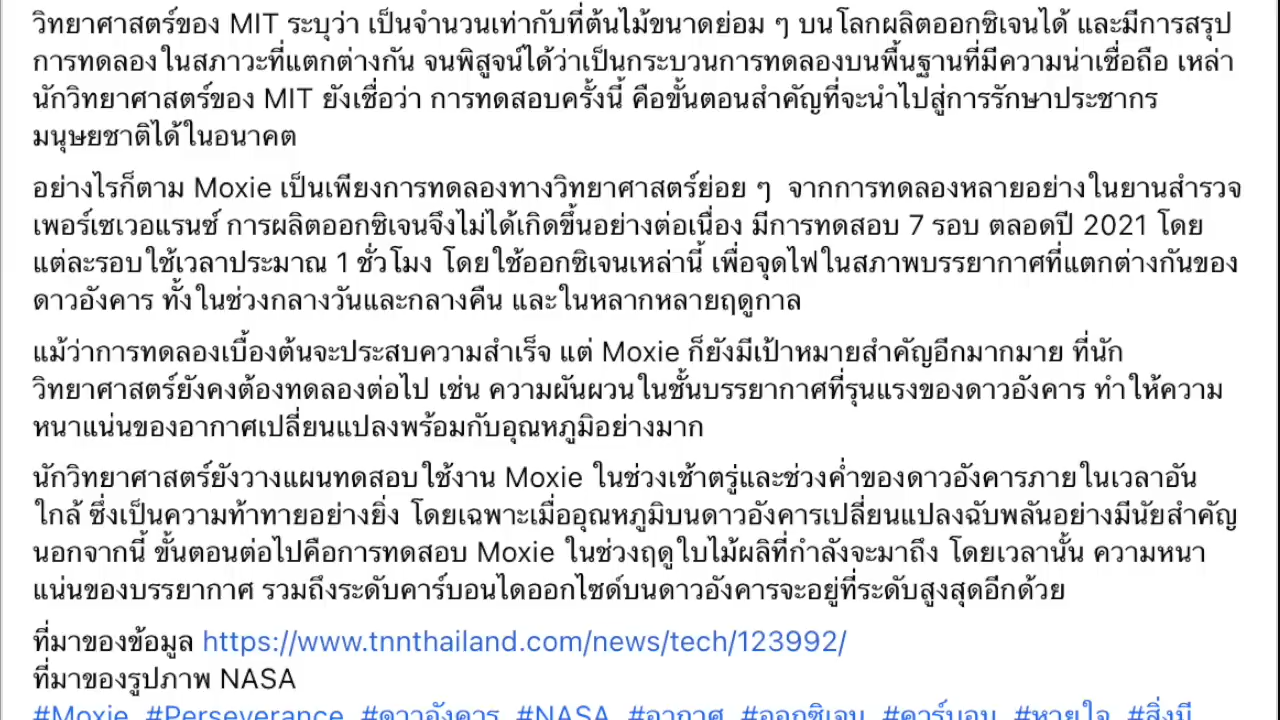 วิทยาศาสตร์ของ MIT ระบุว่า เป็นจำนวนเท่ากับที่ต้นไม้ขนาดย่อม ๆ บนโลกผลิตออกซิเจนได้ และมีการสรุป
การทดลองในสภาวะที่แตกต่างกัน จนพิสูจน์ได้ว่าเป็นกระบวนการทดลองบนพื้นฐานที่มีความน่าเชื่อถือ เหล่า
นักวิทยาศาสตร์ของ MIT ยังเชื่อว่า การทดสอบครั้งนี้ คือขั้นตอนสำคัญที่จะนำไปสู่การรักษาประชากร
มนุษยชาติได้ในอนาคต
อย่างไรก็ตาม Moxie เป็นเพียงการทดลองทางวิทยาศาสตร์ย่อย ๆ จากการทดลองหลายอย่างในยานสำรวจ
เพอร์เซเวอแรนซ์ การผลิตออกซิเจนจึงไม่ได้เกิดขึ้นอย่างต่อเนื่อง มีการทดสอบ 7 รอบ ตลอดปี 2021 โดย
แต่ละรอบใช้เวลาประมาณ 1 ชั่วโมง โดยใช้ออกซิเจนเหล่านี้ เพื่อจุดไฟในสภาพบรรยากาศที่แตกต่างกันของ
ดาวอังคาร ทั้งในช่วงกลางวันและกลางคืน และในหลากหลายฤดูกาล
แม้ว่าการทดลองเบื้องต้นจะประสบความสำเร็จ แต่ Moxie ก็ยังมีเป้าหมายสำคัญอีกมากมาย ที่นัก
วิทยาศาสตร์ยังคงต้องทดลองต่อไป เช่น ความผันผวนในชั้นบรรยากาศที่รุนแรงของดาวอังคาร ทำให้ความ
หนาแน่นของอากาศเปลี่ยนแปลงพร้อมกับอุณหภูมิอย่างมาก
นักวิทยาศาสตร์ยังวางแผนทดสอบใช้งาน Moxie ในช่วงเช้าตรู่และช่วงค่ำของดาวอังคารภายในเวลาอัน
ใกล้ ซึ่งเป็นความท้าทายอย่างยิ่ง โดยเฉพาะเมื่ออุณหภูมิบนดาวอังคารเปลี่ยนแปลงฉับพลันอย่างมีนัยสำคัญ
นอกจากนี้ ขั้นตอนต่อไปคือการทดสอบ Moxie ในช่วงฤดูใบไม้ผลิที่กำลังจะมาถึง โดยเวลานั้น ความหนา
แน่นของบรรยากาศ รวมถึงระดับคาร์บอนไดออกไซด์บนดาวอังคารจะอยู่ที่ระดับสูงสุดอีกด้วย
ที่มาของข้อมูล https://www.tnnthailand.com/news/tech/123992/
ที่มาของรูปภาพ NASA
#Moxie #Perseverance #ดาวอังคาร #NASA #อากาศ #ออกซิเจน #คาร์บอน #หายใจ #สิ่งมี